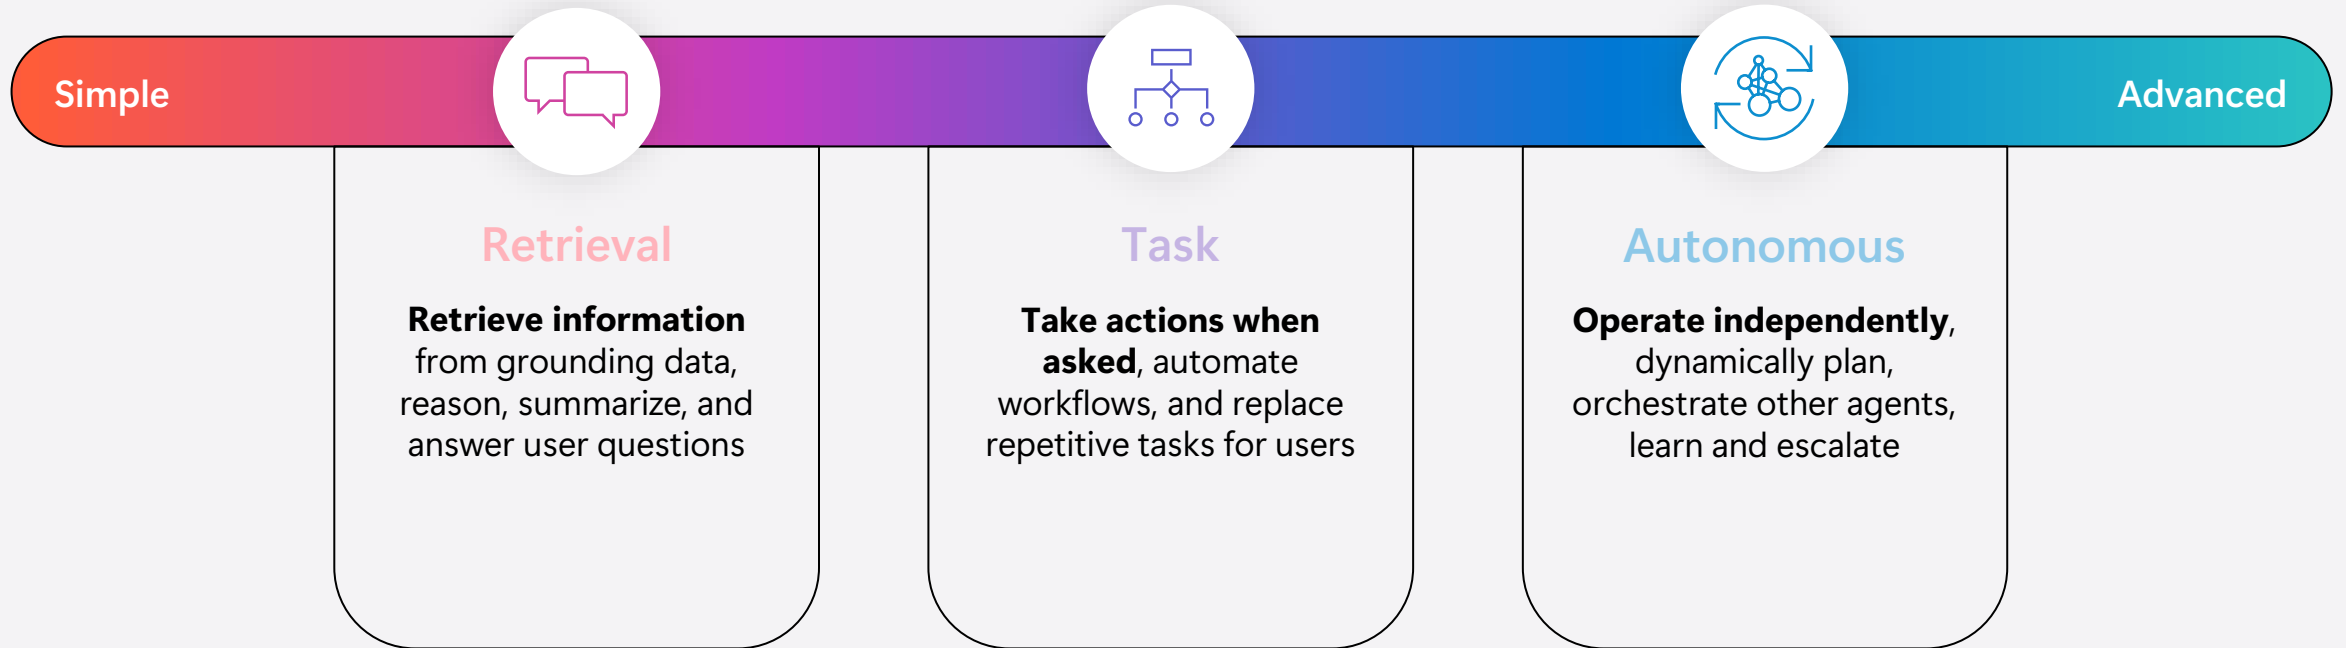 Simple
Advanced
Retrieval
Retrieve information
from grounding data,
reason, summarize, and
answer user questions
Task
Take actions when
asked, automate
workflows, and replace
repetitive tasks for users
Autonomous
Operate independently,
dynamically plan,
orchestrate other agents,
learn and escalate